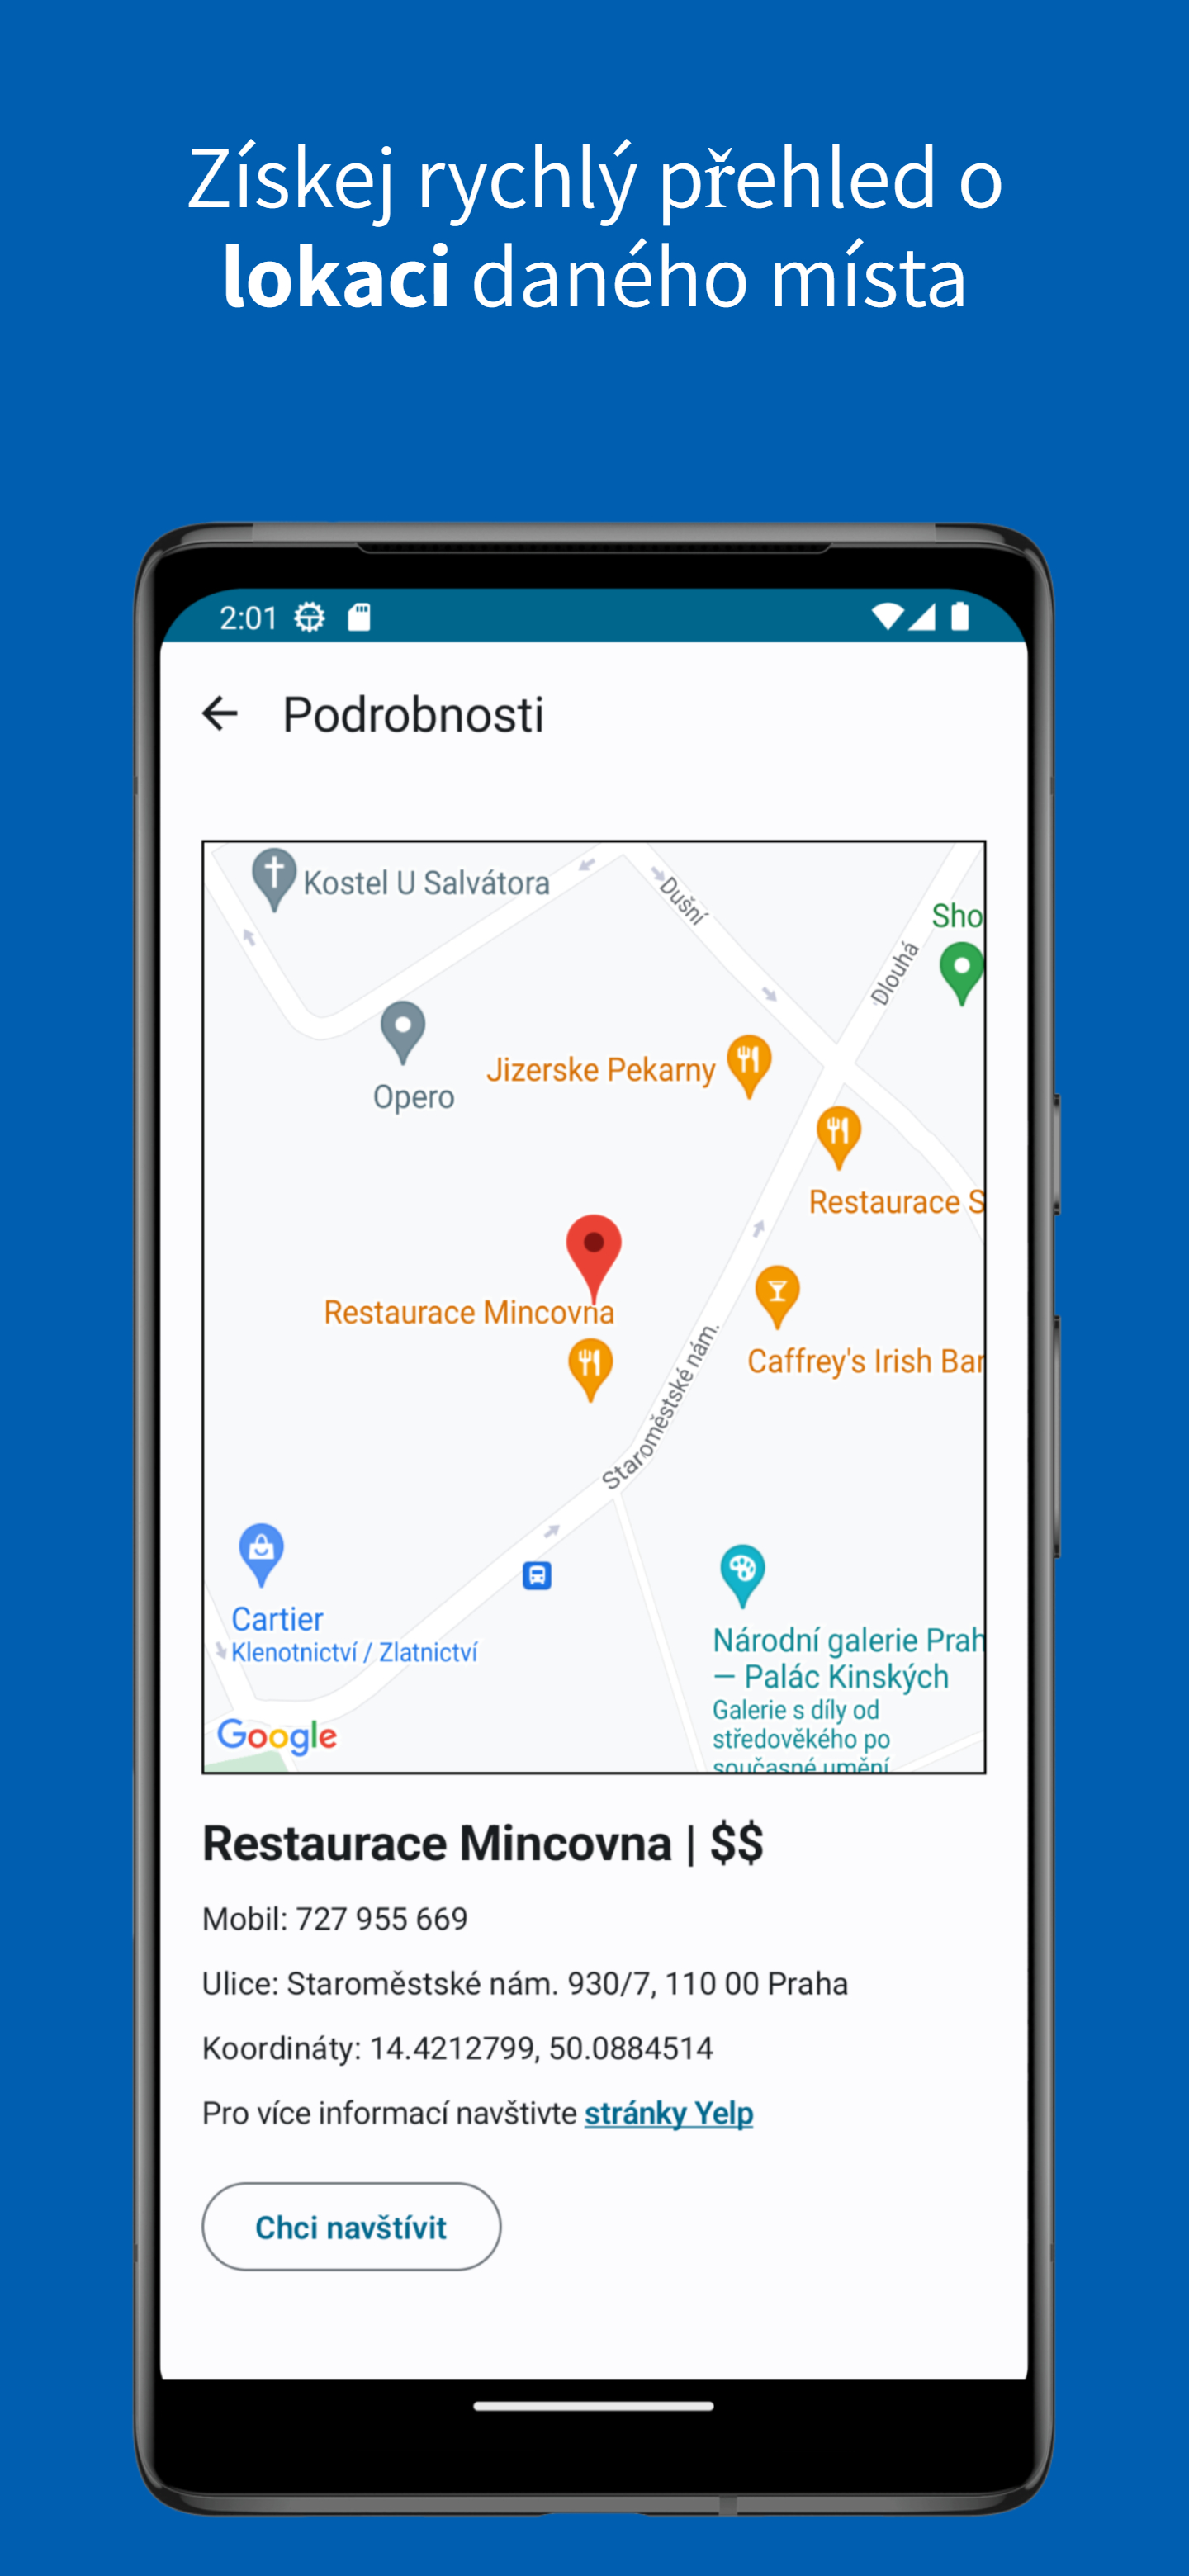 Získej rychlý přehled o
lokaci daného místa
2:01
Podrobnosti
Kostel U Salvátora
Dušní
Sho
Dlouhá
Opero
Jizerske Pekarny
Restaurace S
Restaurace Mincovna
Caffrey's Irish Bar
Staroměstské nám.
Cartier
Klenotnictví / Zlatnictví
Národní galerie Prah
— Palác Kinských
Galerie s díly od
středověkého po
současné umění
Google
Restaurace Mincovna | $$
Mobil: 727 955 669
Ulice: Staroměstské nám. 930/7, 110 00 Praha
Koordináty: 14.4212799, 50.0884514
Pro více informací navštivte stránky Yelp
Chci navštívit